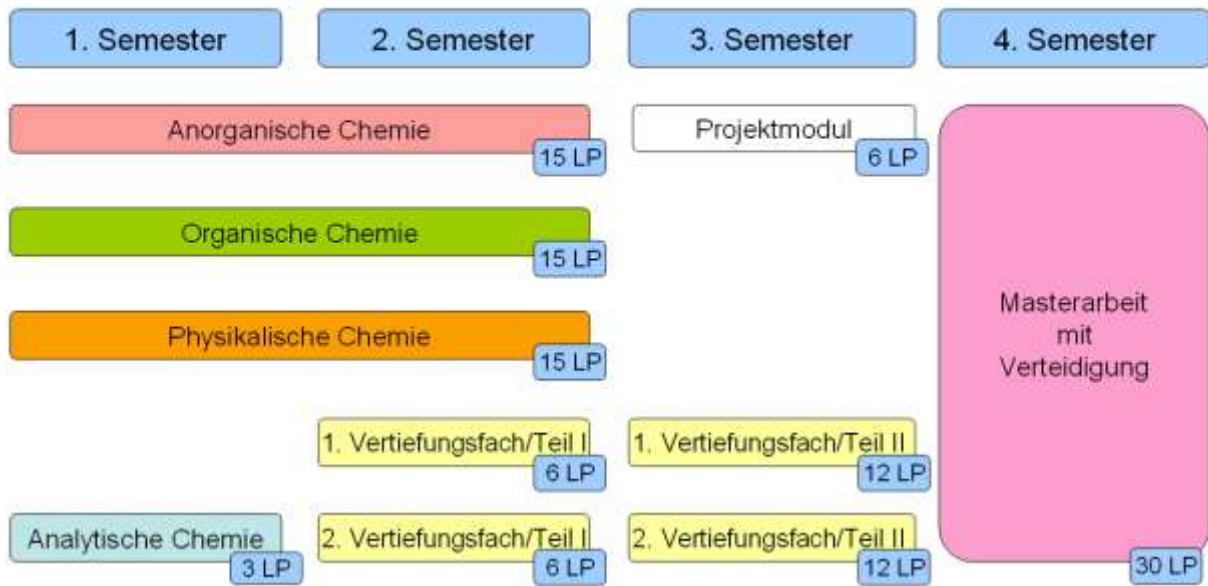 1. Semester
2. Semester
3. Semester
4. Semester
Anorganische Chemie
15 LP
Projektmodul
6 LP
Organische Chemie
15 LP
Physikalische Chemie
15 LP
Masterarbeit
mit
Verteidigung
30 LP
1. Vertiefungsfach/Teil I
6 LP
1. Vertiefungsfach/Teil II
12 LP
Analytische Chemie
3 LP
2. Vertiefungsfach/Teil I
6 LP
2. Vertiefungsfach/Teil II
12 LP